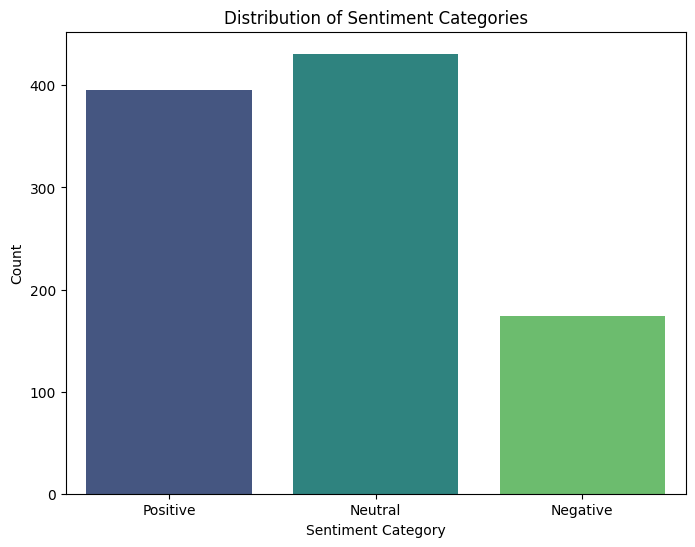 Distribution of Sentiment Categories
Count
400
300
200
100
0
Positive Neutral Negative
Sentiment Category